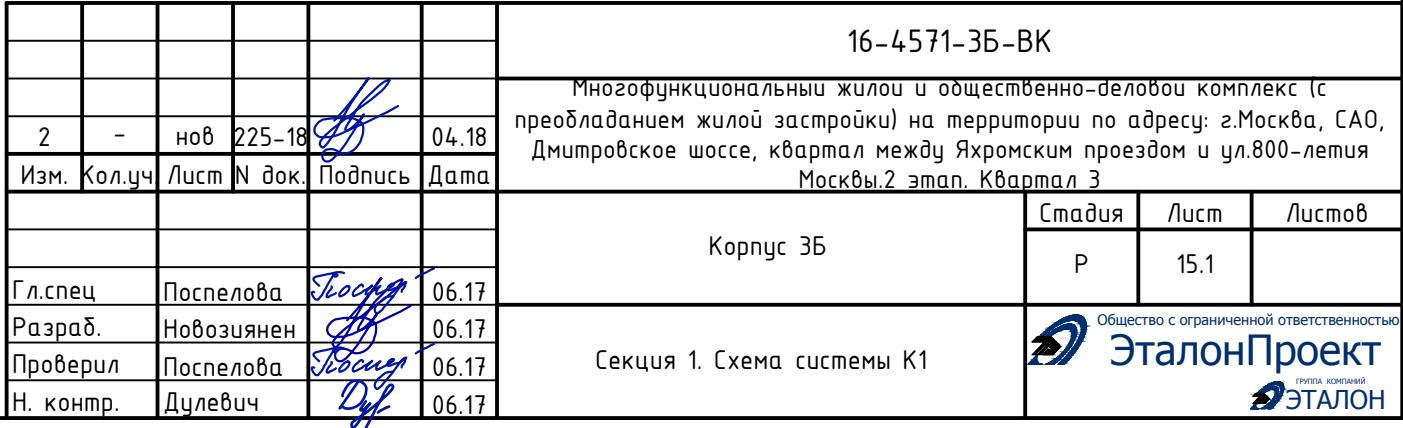 16-4571-3Б-ВК
Многофункциональный жилой и общественно-деловой комплекс (с
преобладанием жилой застройки) на территории по адресу: г.Москва, САО,
Дмитровское шоссе, квартал между Яхромским проездом и ул.800-летия
Москвы.2 этап. Квартал 3
2 - нов 225-18 04.18
Изм. Кол.уч. Лист N док. Подпись Дата
Корпус 3Б
Стадия Лист Листов
Р 15.1
Гл.спец Поспелова 06.17
Разраб. Новозиянен 06.17
Проверил Поспелова 06.17
Н. контр. Дулевич 06.17
Секция 1. Схема системы К1
Общество с ограниченной ответственностью
ЭталонПроект
ГРУППА КОМПАНИЙ
ЭТАЛОН